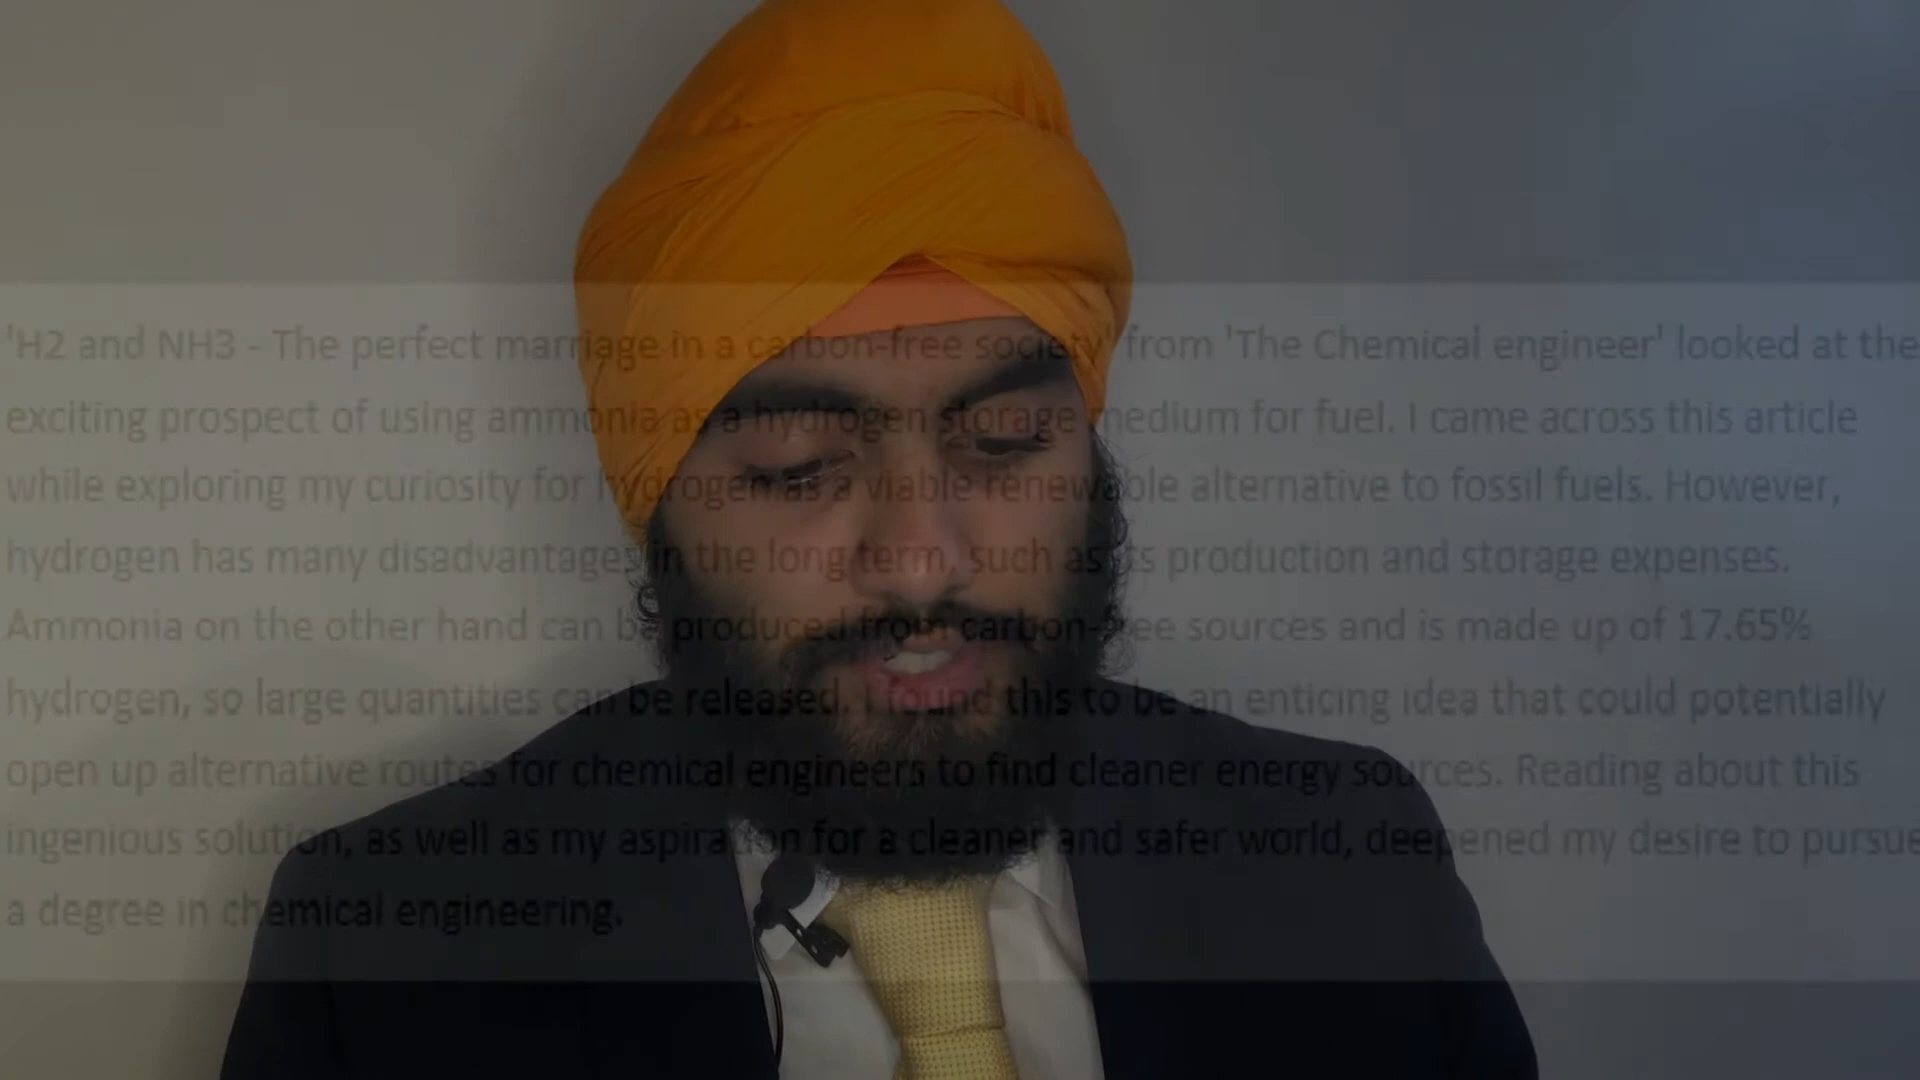 'H2 and NH3 - The perfect marriage in a carbon-free society' from 'The Chemical engineer' looked at the
exciting prospect of using ammonia as a hydrogen storage medium for fuel. I came across this article
while exploring my curiosity for hydrogen as a viable renewable alternative to fossil fuels. However,
hydrogen has many disadvantages in the long term, such as its production and storage expenses.
Ammonia on the other hand can be produced from carbon-free sources and is made up of 17.65%
hydrogen, so large quantities can be released. I found this to be an enticing idea that could potentially
open up alternative routes for chemical engineers to find cleaner energy sources. Reading about this
ingenious solution, as well as my aspiration for a cleaner and safer world, deepened my desire to pursue
a degree in chemical engineering.